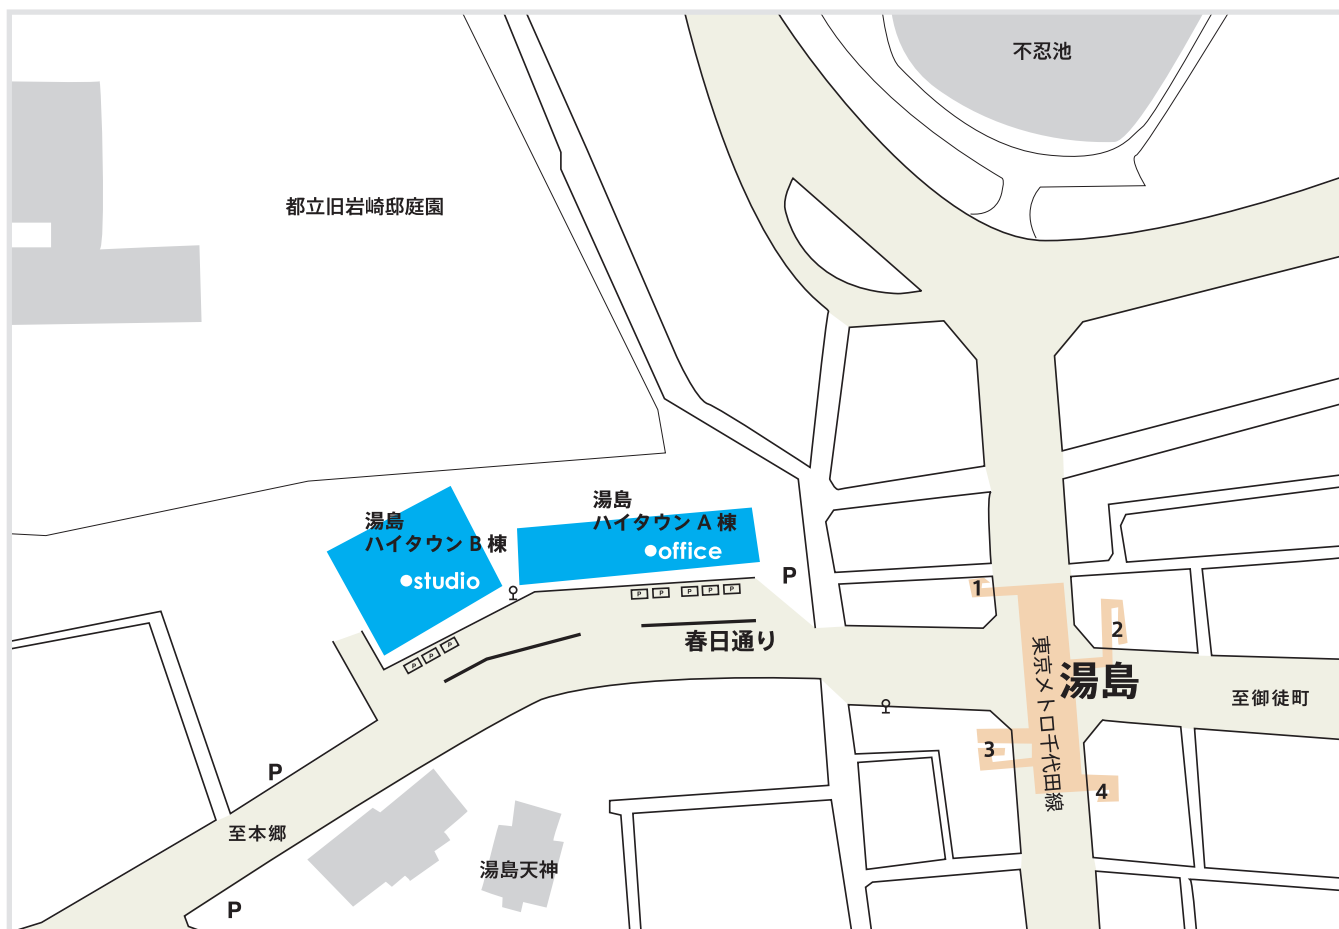 不忍池
都立旧岩崎邸庭園
湯島
ハイタウン A 棟
office
湯島
ハイタウン B 棟
studio
P
P P P P P
P P P
春日通り
1
2
東京メトロ千代田線
湯島
至御徒町
3
4
P
至本郷
湯島天神
P